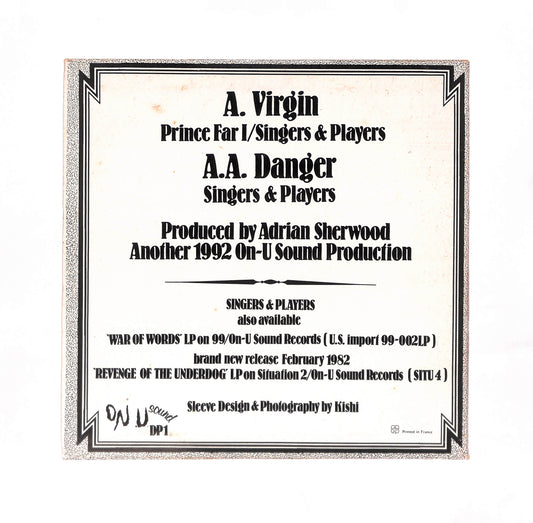 A. Virgin
Prince Far I/Singers & Players
A.A. Danger
Singers & Players
Produced by Adrian Sherwood
Another 1992 On-U Sound Production
SINGERS & PLAYERS
also available
'WAR OF WORDS' LP on 99/On-U Sound Records ( U.S. import 99-002LP )
brand new release February 1982
'REVENGE OF THE UNDERDOG' LP on Situation 2/On-U Sound Records ( SITU 4 )
Sleeve Design & Photography by Kishi
ON U sound
DP1
Printed in France